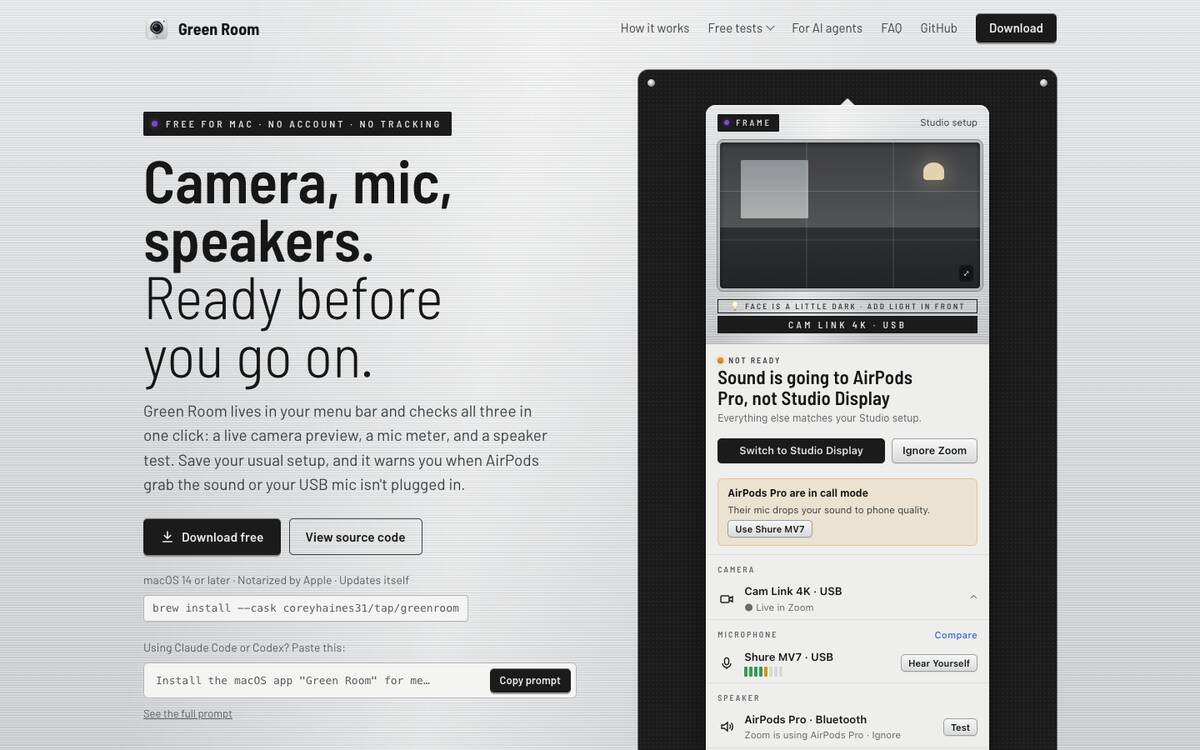 Green Room
How it works
Free tests
For AI agents
FAQ
GitHub
Download
FREE FOR MAC · NO ACCOUNT · NO TRACKING
Camera, mic,
speakers.
Ready before
you go on.
Green Room lives in your menu bar and checks all three in
one click: a live camera preview, a mic meter, and a speaker
test. Save your usual setup, and it warns you when AirPods
grab the sound or your USB mic isn't plugged in.
Download free
View source code
macOS 14 or later · Notarized by Apple · Updates itself
brew install --cask coreyhaines31/tap/greenroom
Using Claude Code or Codex? Paste this:
Install the macOS app "Green Room" for me…
Copy prompt
See the full prompt
FRAME
Studio setup
FACE IS A LITTLE DARK · ADD LIGHT IN FRONT
CAM LINK 4K · USB
NOT READY
Sound is going to AirPods
Pro, not Studio Display
Everything else matches your Studio setup.
Switch to Studio Display
Ignore Zoom
AirPods Pro are in call mode
Their mic drops your sound to phone quality.
Use Shure MV7
CAMERA
Cam Link 4K · USB
Live in Zoom
MICROPHONE
Compare
Shure MV7 · USB
Hear Yourself
SPEAKER
AirPods Pro · Bluetooth
Test
Zoom is using AirPods Pro · Ignore